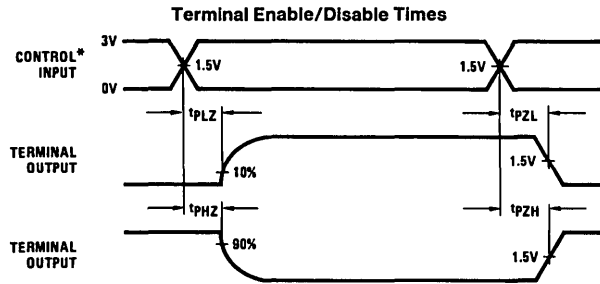 Terminal Enable/Disable Times
3V
CONTROL*
INPUT
1.5V
1.5V
0V
tPLZ
tPZL
TERMINAL
OUTPUT
10%
1.5V
tPHZ
tPZH
TERMINAL
OUTPUT
90%
1.5V